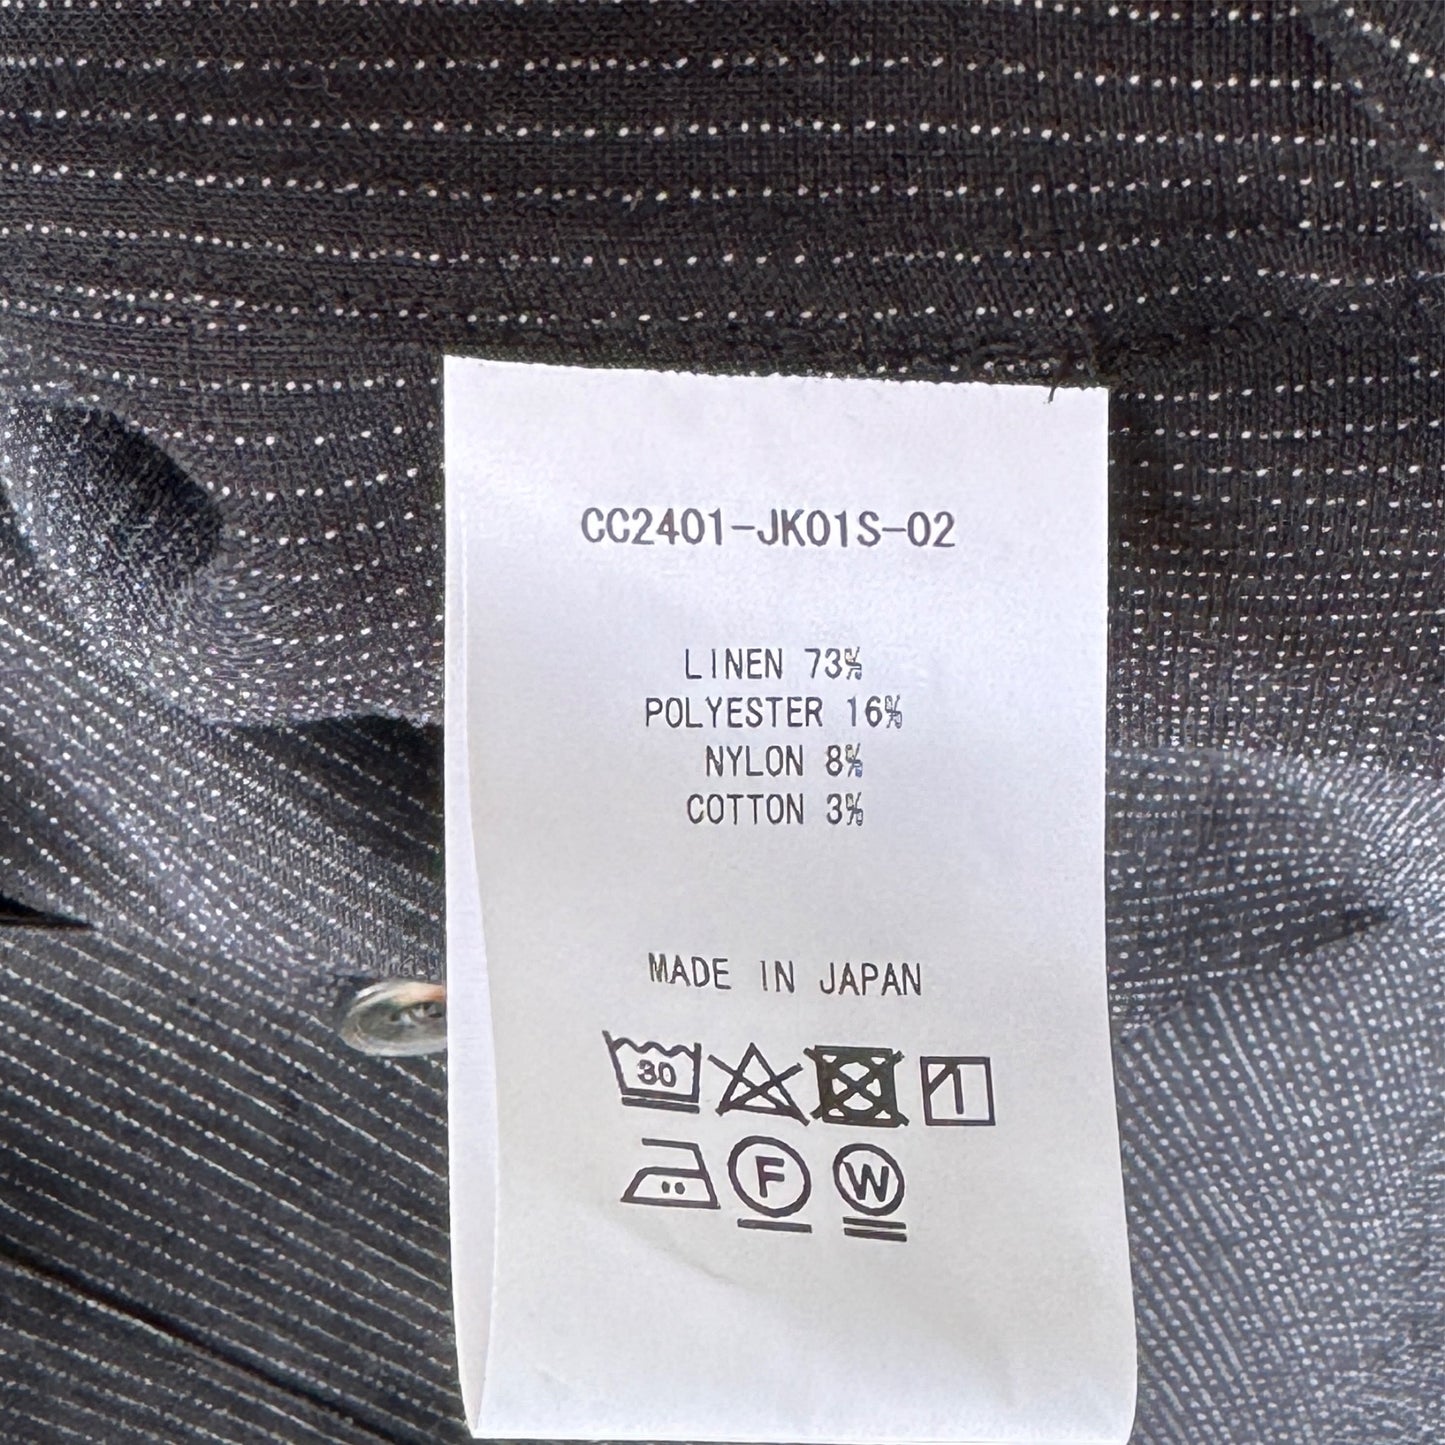 CC2401-JK01S-02
LINEN 73%
POLYESTER 16%
NYLON 8%
COTTON 3%
MADE IN JAPAN
30
F W